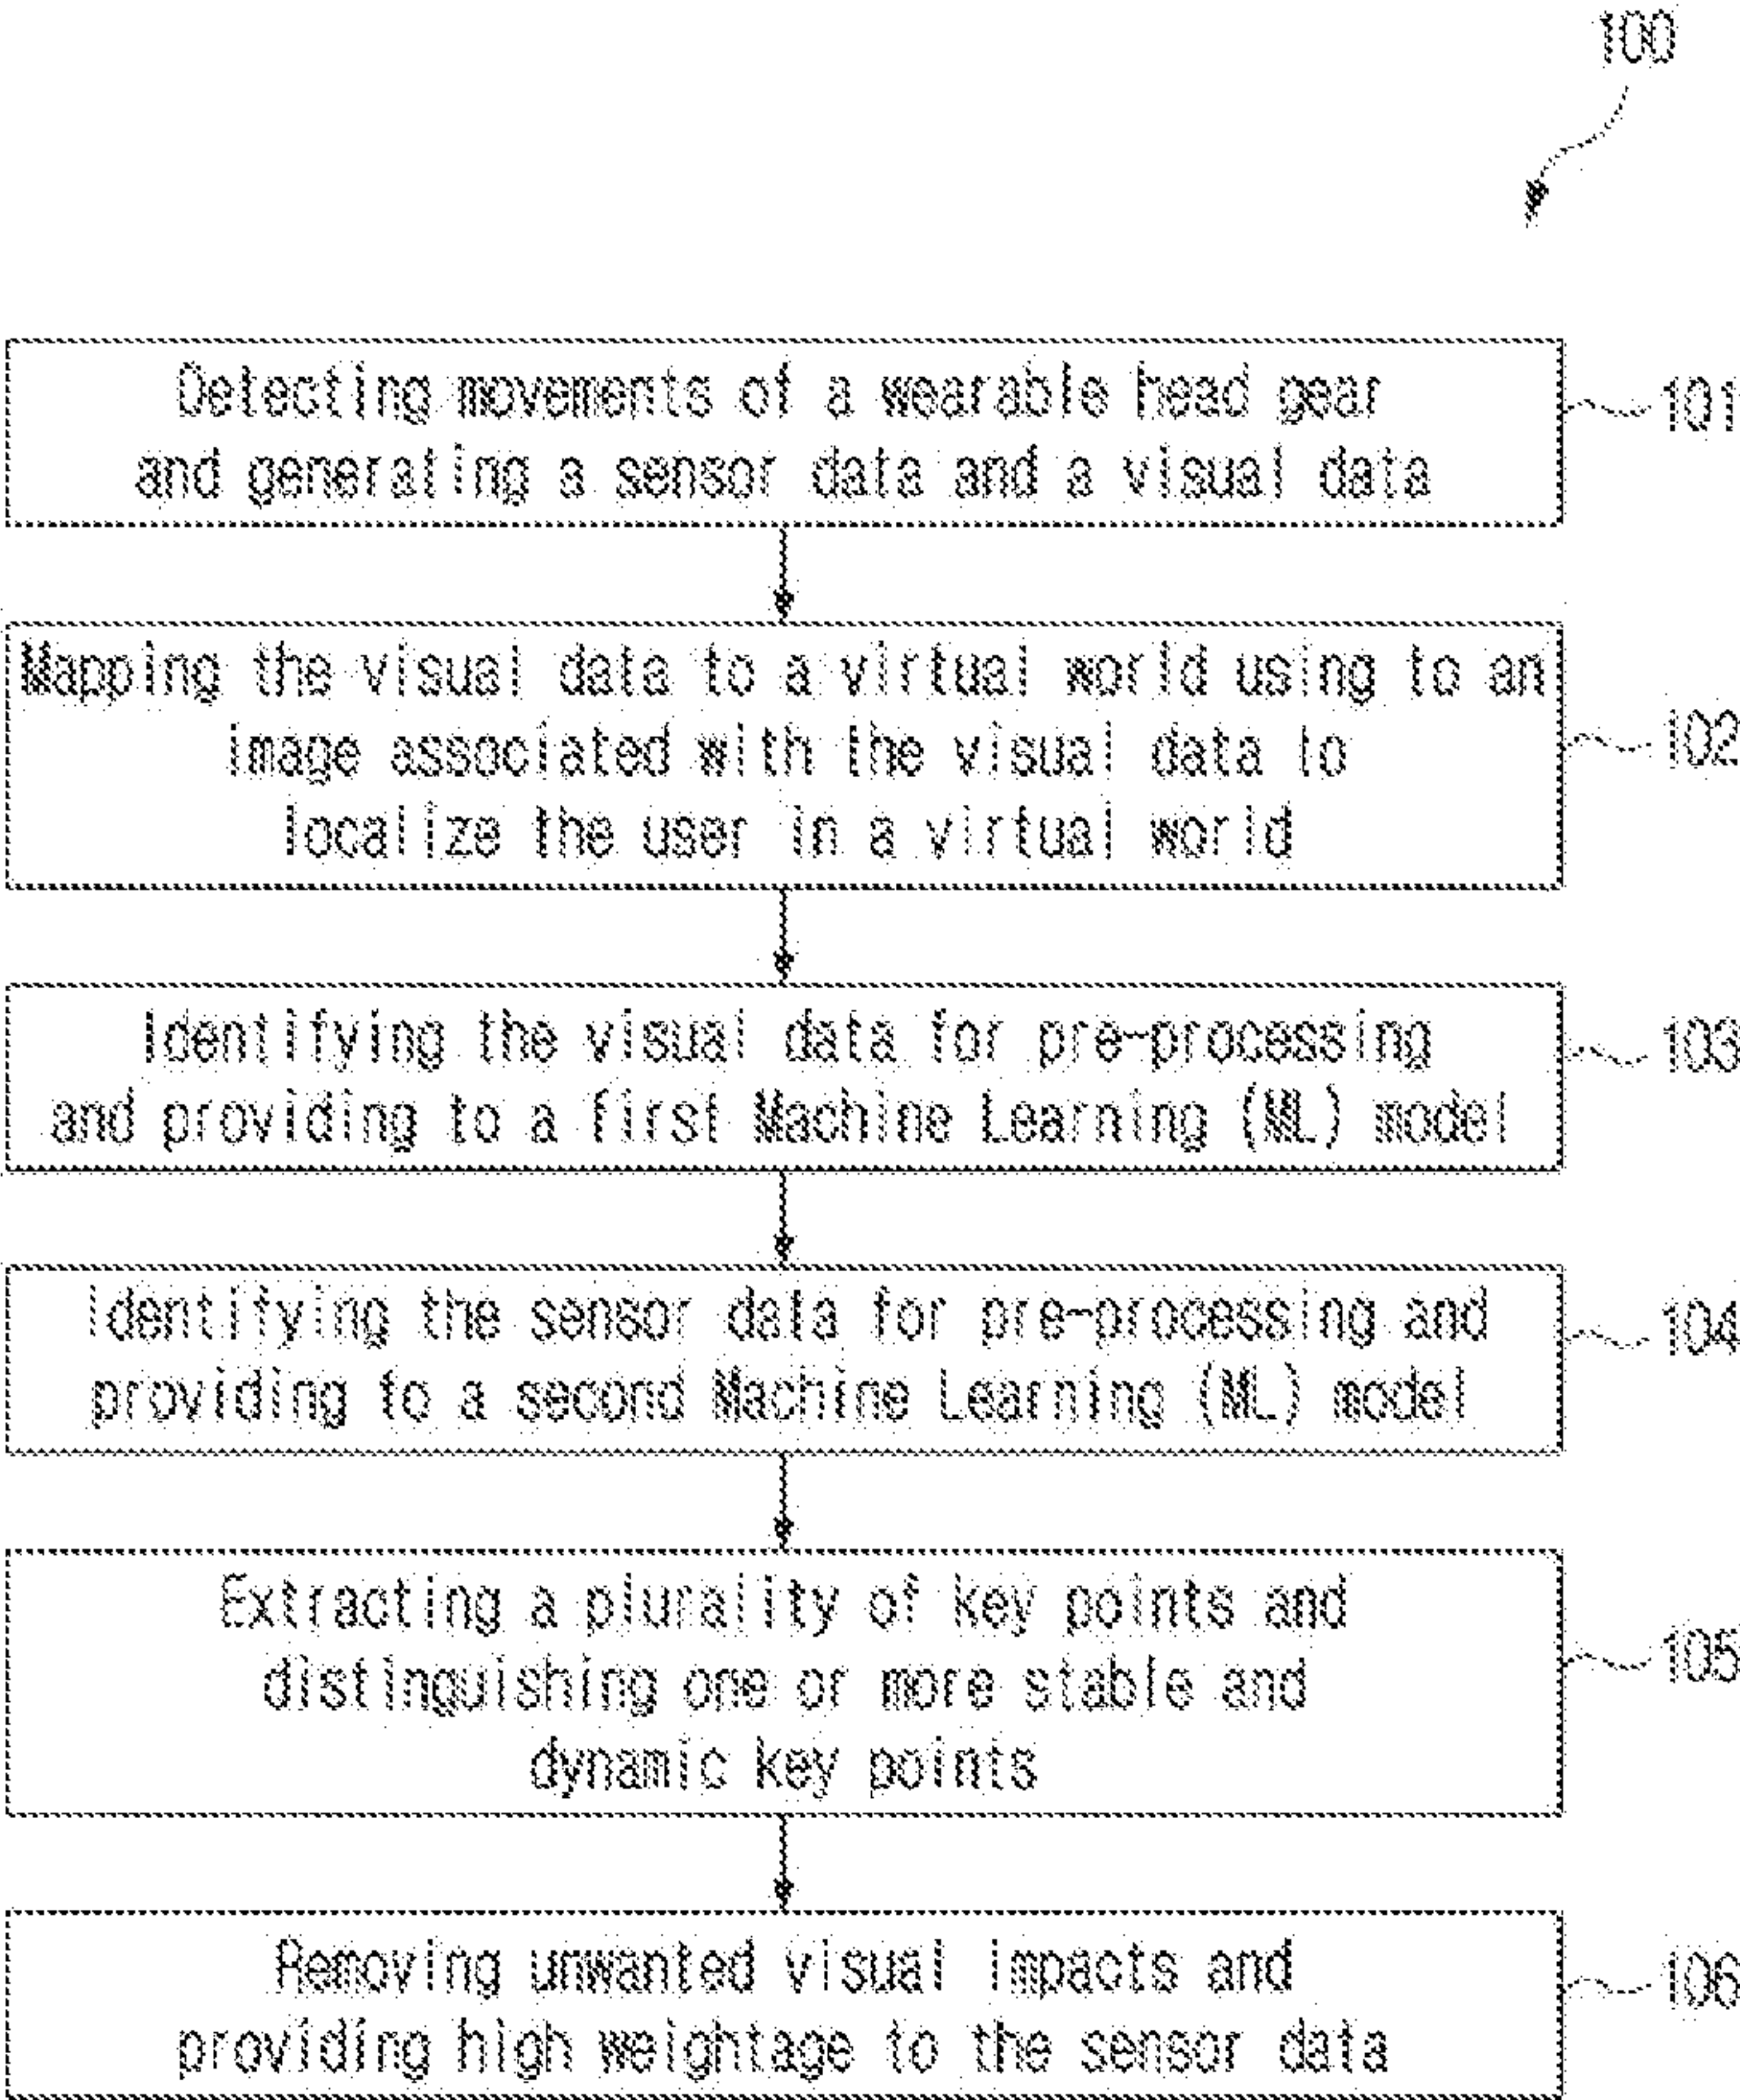 100
Detecting movements of a wearable head gear
and generating a sensor data and a visual data
101
Mapping the visual data to a virtual world using to an
image associated with the visual data to
localize the user in a virtual world
102
Identifying the visual data for pre-processing
and providing to a first Machine Learning (ML) model
103
Identifying the sensor data for pre-processing and
providing to a second Machine Learning (ML) model
104
Extracting a plurality of key points and
distinguishing one or more stable and
dynamic key points
105
Removing unwanted visual impacts and
providing high weightage to the sensor data
106